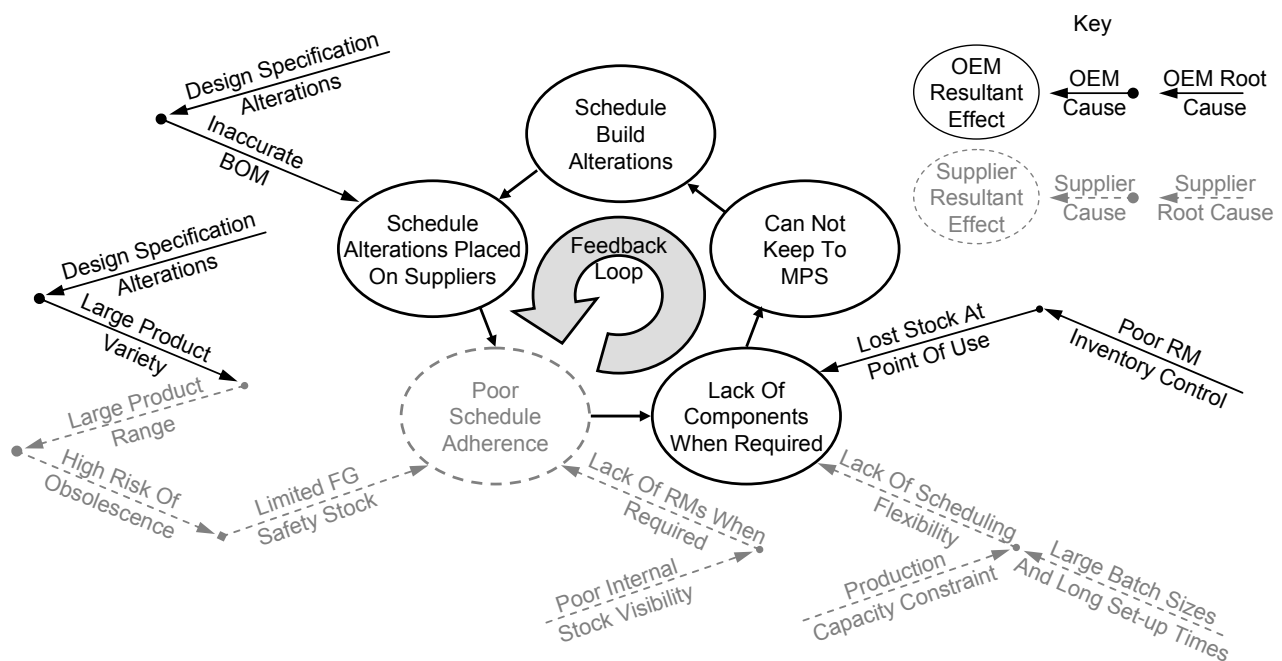 Key
OEM
Resultant
Effect
OEM
Cause
OEM Root
Cause
Supplier
Resultant
Effect
Supplier
Cause
Supplier
Root Cause
Design Specification
Alterations
Inaccurate
BOM
Schedule
Build
Alterations
Schedule
Alterations Placed
On Suppliers
Feedback
Loop
Can Not
Keep To
MPS
Design Specification
Alterations
Large Product
Variety
Lost Stock At
Point Of Use
Poor RM
Inventory Control
Large Product
Range
Poor
Schedule
Adherence
Lack Of
Components
When Required
High Risk Of
Obsolescence
Limited FG
Safety Stock
Lack Of RMs When
Required
Lack Of Scheduling
Flexibility
Poor Internal
Stock Visibility
Production
Capacity Constraint
Large Batch Sizes
And Long Set-up Times